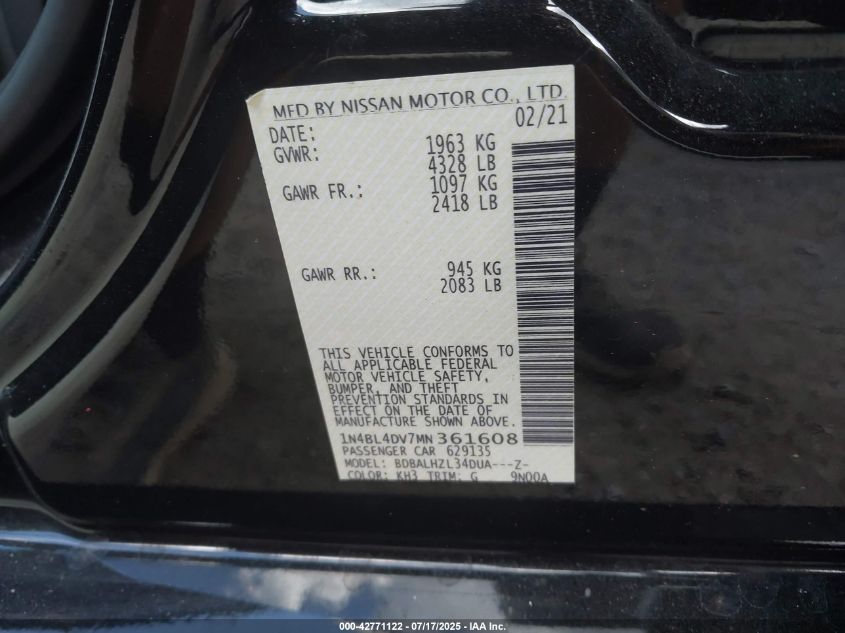 MFD BY NISSAN MOTOR CO., LTD.
DATE: 02/21
GVWR: 1963 KG
4328 LB
GAWR FR.: 1097 KG
2418 LB
GAWR RR.: 945 KG
2083 LB
THIS VEHICLE CONFORMS TO
ALL APPLICABLE FEDERAL
MOTOR VEHICLE SAFETY,
BUMPER, AND THEFT
PREVENTION STANDARDS IN
EFFECT ON THE DATE OF
MANUFACTURE SHOWN ABOVE.
1N4BL4DV7MN361608
PASSENGER CAR 629135
MODEL: BDBALHZL34DUA---Z-
COLOR: KH3 TRIM: G 9N00A
000-42771122 - 07/17/2025 - IAA Inc.